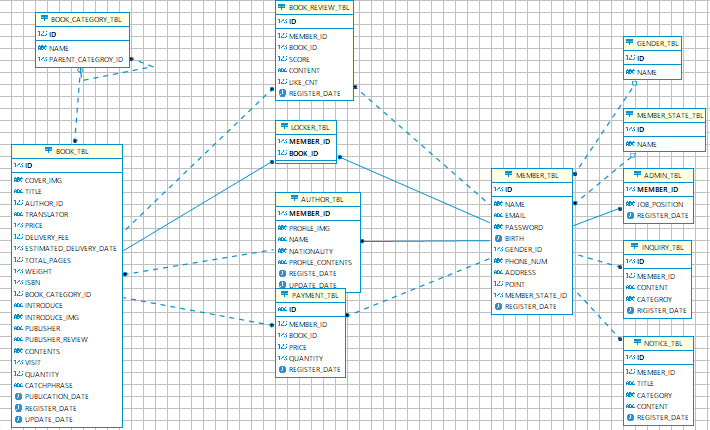 BOOK_CATEGORY_TBL
ID
NAME
PARENT_CATEGROY_ID
BOOK_REVIEW_TBL
ID
MEMBER_ID
BOOK_ID
SCORE
CONTENT
LIKE_CNT
REGISTER_DATE
GENDER_TBL
ID
NAME
LOCKER_TBL
MEMBER_ID
BOOK_ID
MEMBER_STATE_TBL
ID
NAME
BOOK_TBL
ID
COVER_IMG
TITLE
AUTHOR_ID
TRANSLATOR
PRICE
DELIVERY_FEE
ESTIMATED_DELIVERY_DATE
TOTAL_PAGES
WEIGHT
ISBN
BOOK_CATEGORY_ID
INTRODUCE
INTRODUCE_IMG
PUBLISHER
PUBLISHER_REVIEW
CONTENTS
VISIT
QUANTITY
CATCHPHRASE
PUBLICATION_DATE
REGISTER_DATE
UPDATE_DATE
AUTHOR_TBL
MEMBER_ID
PROFILE_IMG
NAME
NATIONALITY
PROFILE_CONTENTS
REGISTE_DATE
UPDATE_DATE
PAYMENT_TBL
ID
MEMBER_ID
BOOK_ID
PRICE
QUANTITY
REGISTER_DATE
MEMBER_TBL
ID
NAME
EMAIL
PASSWORD
BIRTH
GENDER_ID
PHONE_NUM
ADDRESS
POINT
MEMBER_STATE_ID
REGISTER_DATE
ADMIN_TBL
MEMBER_ID
JOB_POSITION
REGISTER_DATE
INQUIRY_TBL
ID
MEMBER_ID
CONTENT
CATEGROY
RIGISTER_DATE
NOTICE_TBL
ID
MEMBER_ID
TITLE
CATEGORY
CONTENT
REGISTER_DATE